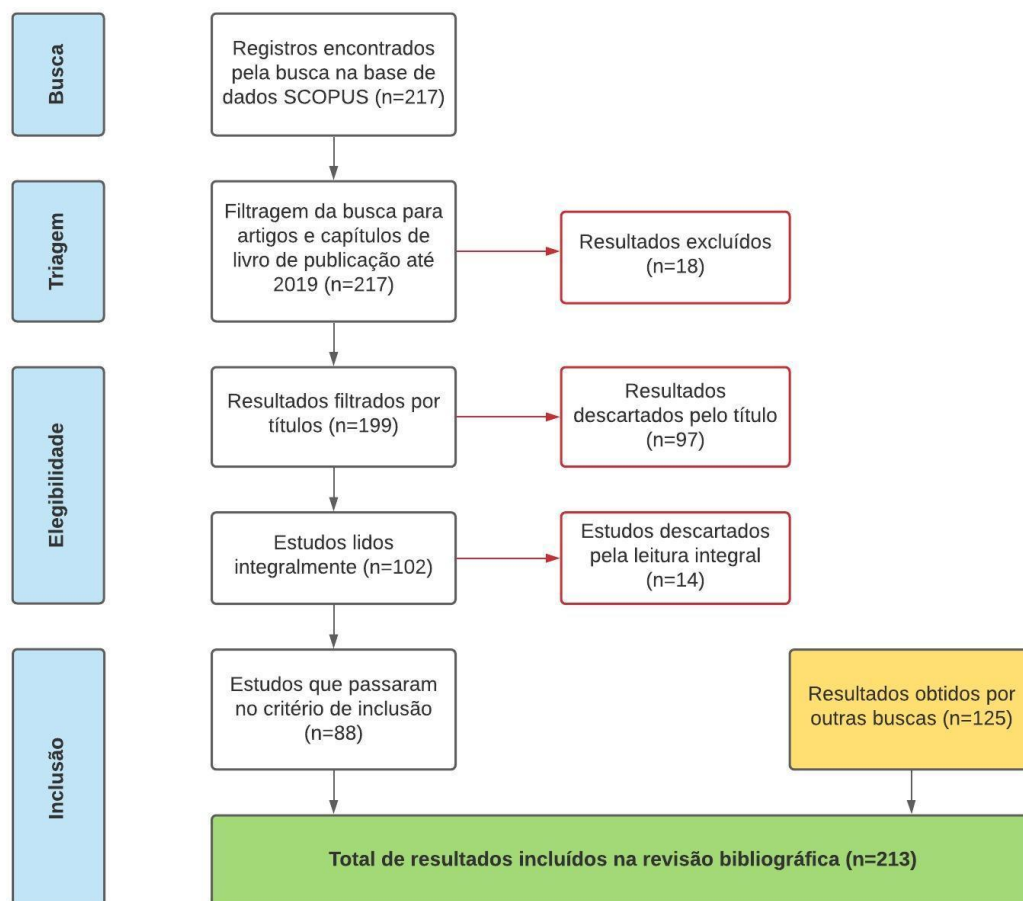 Busca
Registros encontrados
pela busca na base de
dados SCOPUS (n=217)
Triagem
Filtragem da busca para
artigos e capítulos de
livro de publicação até
2019 (n=217)
Resultados excluídos
(n=18)
Elegibilidade
Resultados filtrados por
títulos (n=199)
Resultados
descartados pelo título
(n=97)
Estudos lidos
integralmente (n=102)
Estudos descartados
pela leitura integral
(n=14)
Inclusão
Estudos que passaram
no critério de inclusão
(n=88)
Resultados obtidos por
outras buscas (n=125)
Total de resultados incluídos na revisão bibliográfica (n=213)